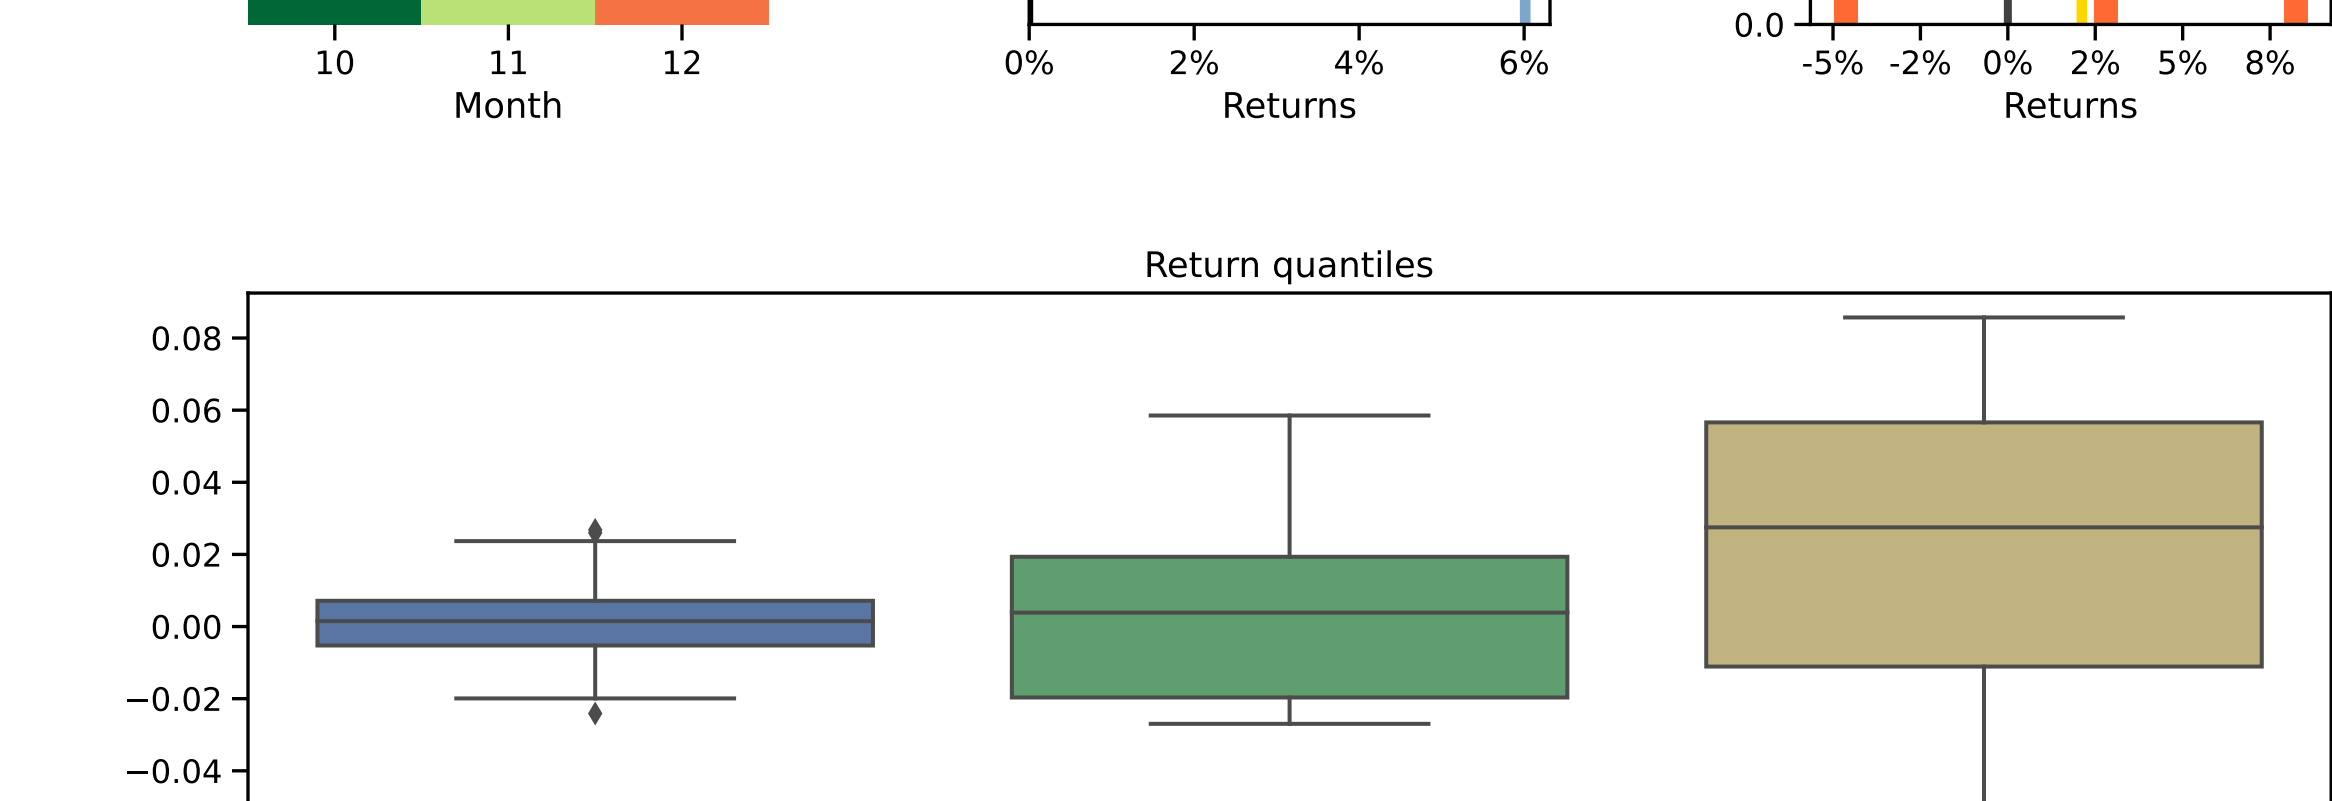 0.0
10 11 12
0% 2% 4% 6%
-5% -2% 0% 2% 5% 8%
Month
Returns
Returns
Return quantiles
0.08
0.06
0.04
0.02
0.00
−0.02
−0.04